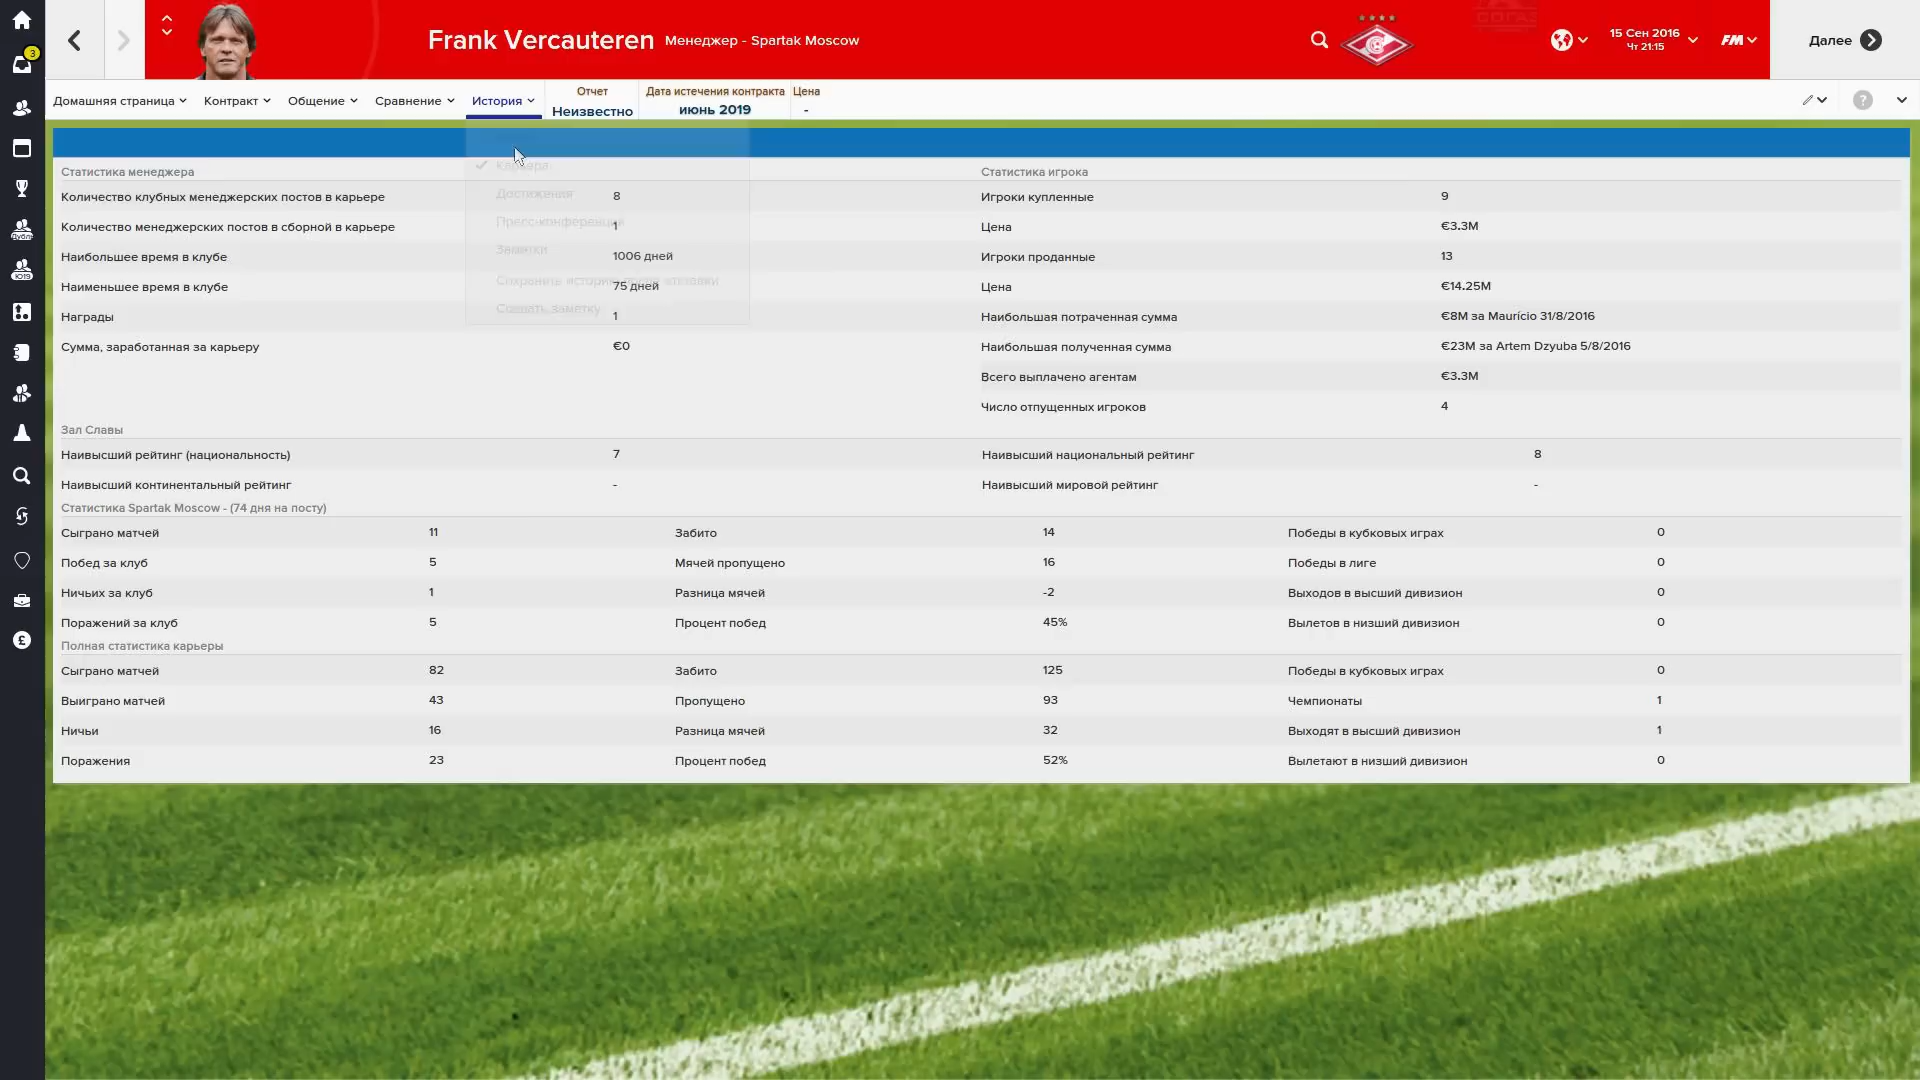 3
Frank Vercauteren Менеджер - Spartak Moscow
15 Сен 2016
Чт 21:15
FM
Далее
Домашняя страница Контракт Общение Сравнение История
Отчет
Неизвестно
Дата истечения контракта
июнь 2019
Цена
-
Карьера
Достижения
Пресс-конференции
Заметки
Создать заметку
Статистика менеджера
Количество клубных менеджерских постов в карьере 8
Количество менеджерских постов в сборной в карьере 1
Наибольшее время в клубе 1006 дней
Наименьшее время в клубе 75 дней
Награды 1
Сумма, заработанная за карьеру €0
Статистика игрока
Игроки купленные 9
Цена €3.3M
Игроки проданные 13
Цена €14.25M
Наибольшая потраченная сумма €8M за Maurício 31/8/2016
Наибольшая полученная сумма €23M за Artem Dzyuba 5/8/2016
Всего выплачено агентам €3.3M
Число отпущенных игроков 4
Зал Славы
Наивысший рейтинг (национальность) 7 Наивысший национальный рейтинг 8
Наивысший континентальный рейтинг - Наивысший мировой рейтинг -
Статистика Spartak Moscow - (74 дня на посту)
Сыграно матчей 11 Забито 14 Победы в кубковых играх 0
Побед за клуб 5 Мячей пропущено 16 Победы в лиге 0
Ничьих за клуб 1 Разница мячей -2 Выходов в высший дивизион 0
Поражений за клуб 5 Процент побед 45% Вылетов в низший дивизион 0
Полная статистика карьеры
Сыграно матчей 82 Забито 125 Победы в кубковых играх 0
Выиграно матчей 43 Пропущено 93 Чемпионаты 1
Ничьи 16 Разница мячей 32 Выходят в высший дивизион 1
Поражения 23 Процент побед 52% Вылетают в низший дивизион 0